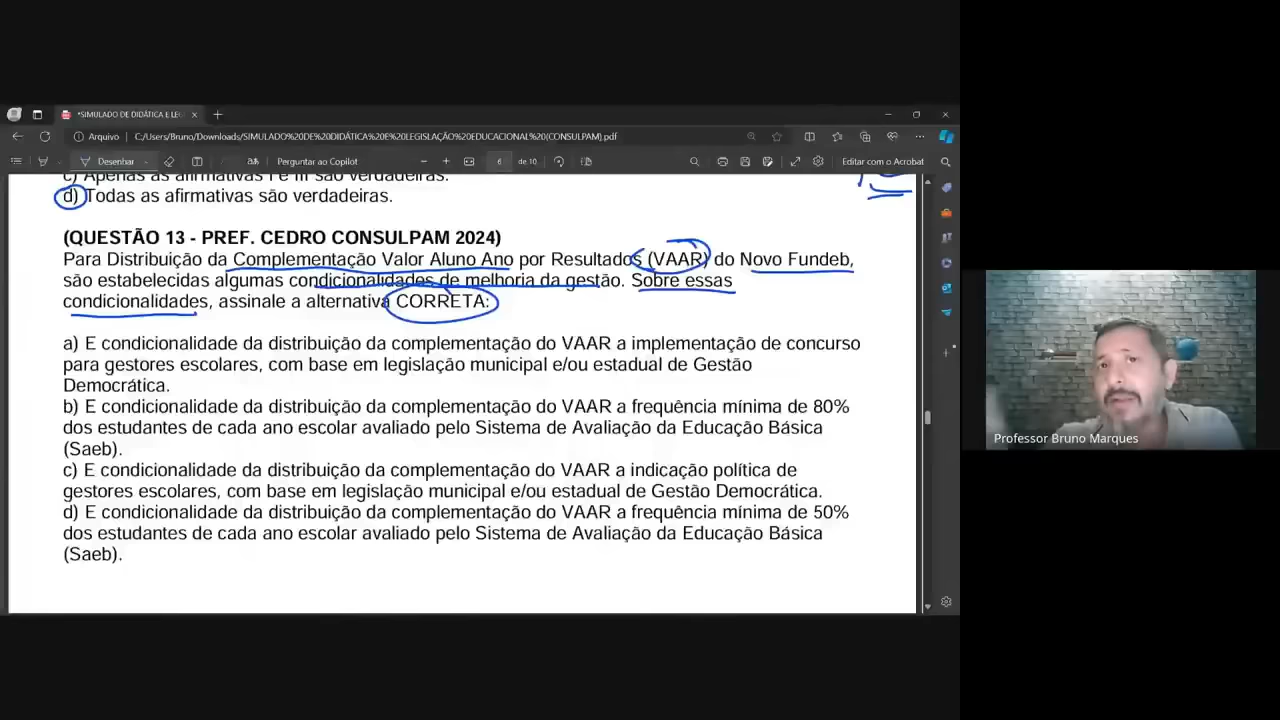 *SIMULADO DE DIDÁTICA E LE
Arquivo C:/Users/Bruno/Downloads/SIMULADO%20DE%20DIDÁTICA%20E%20LEGISLAÇÃO%20EDUCACIONAL%20(CONSULPAM).pdf
Desenhar Perguntar ao Copilot 6 de 10 Editar com o Acrobat
c) Apenas as afirmativas I e III são verdadeiras.
d) Todas as afirmativas são verdadeiras.
(QUESTÃO 13 - PREF. CEDRO CONSULPAM 2024)
Para Distribuição da Complementação Valor Aluno Ano por Resultados (VAAR) do Novo Fundeb,
são estabelecidas algumas condicionalidades de melhoria da gestão. Sobre essas
condicionalidades, assinale a alternativa CORRETA:
a) E condicionalidade da distribuição da complementação do VAAR a implementação de concurso
para gestores escolares, com base em legislação municipal e/ou estadual de Gestão
Democrática.
b) E condicionalidade da distribuição da complementação do VAAR a frequência mínima de 80%
dos estudantes de cada ano escolar avaliado pelo Sistema de Avaliação da Educação Básica
(Saeb).
c) E condicionalidade da distribuição da complementação do VAAR a indicação política de
gestores escolares, com base em legislação municipal e/ou estadual de Gestão Democrática.
d) E condicionalidade da distribuição da complementação do VAAR a frequência mínima de 50%
dos estudantes de cada ano escolar avaliado pelo Sistema de Avaliação da Educação Básica
(Saeb).
Professor Bruno Marques